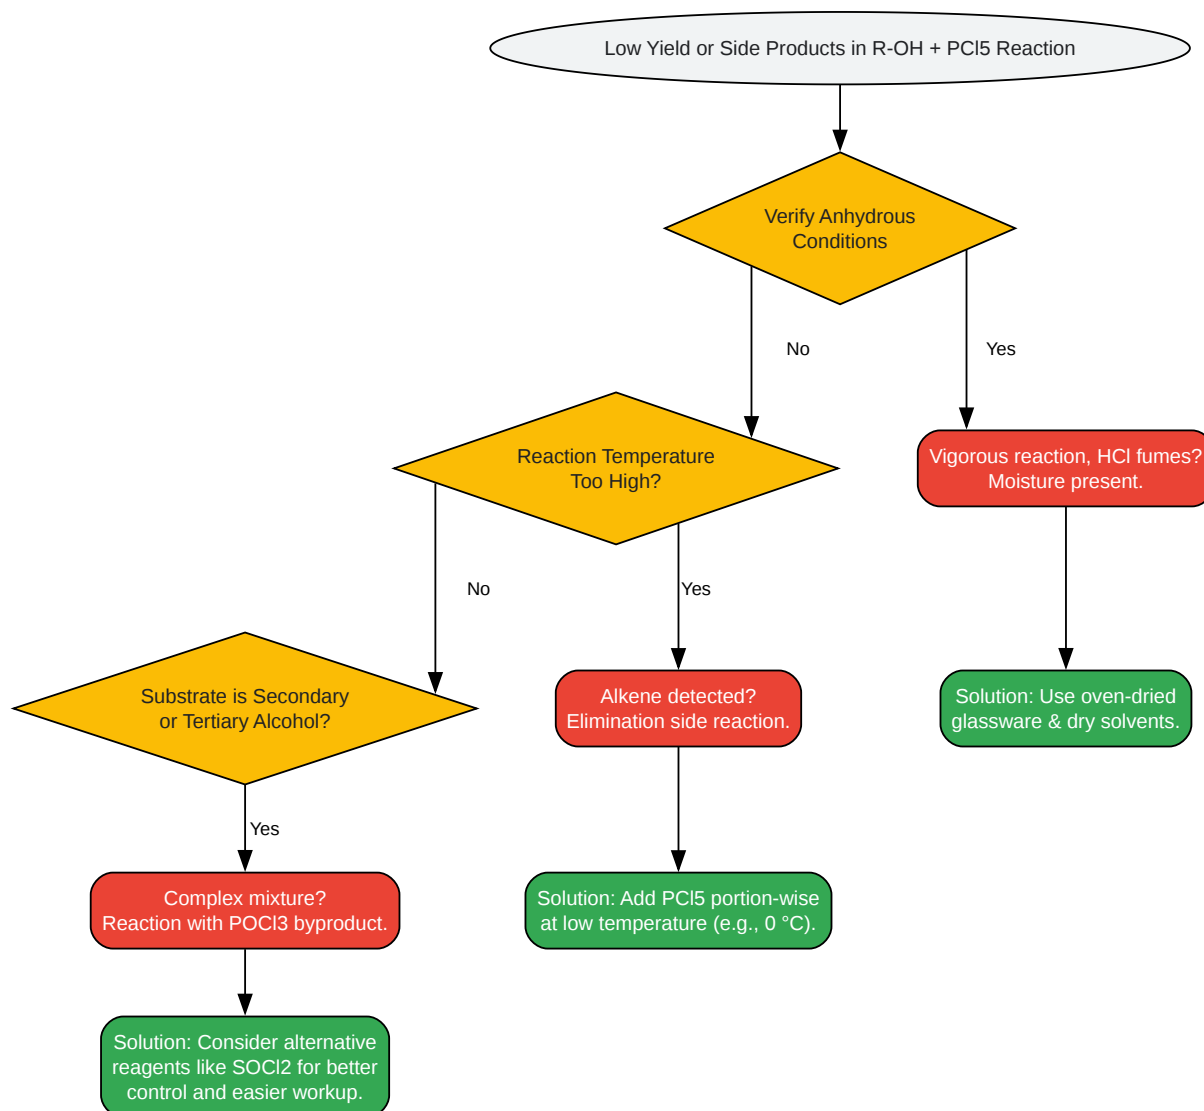 Low Yield or Side Products in R-OH + PCl5 Reaction
Verify Anhydrous
Conditions
No
Yes
Reaction Temperature
Too High?
Vigorous reaction, HCl fumes?
Moisture present.
No
Yes
Substrate is Secondary
or Tertiary Alcohol?
Alkene detected?
Elimination side reaction.
Solution: Use oven-dried
glassware & dry solvents.
Yes
Complex mixture?
Reaction with POCl3 byproduct.
Solution: Add PCl5 portion-wise
at low temperature (e.g., 0 °C).
Solution: Consider alternative
reagents like SOCl2 for better
control and easier workup.